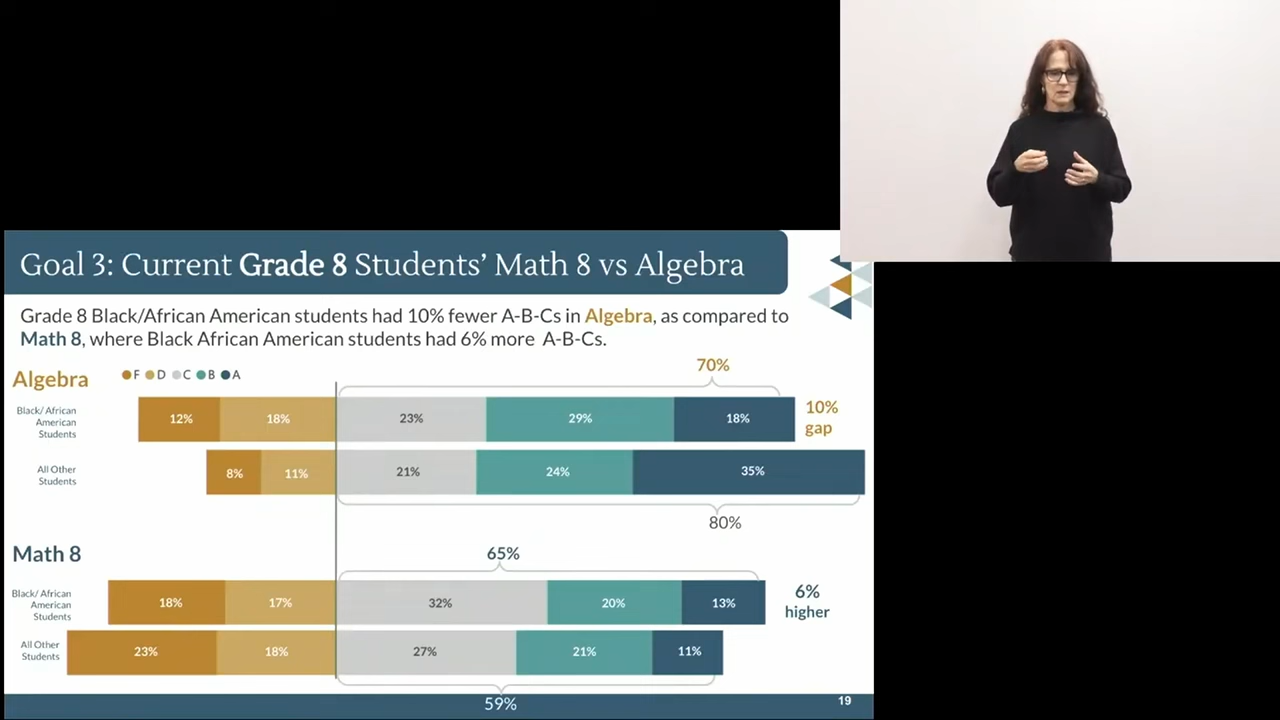 Goal 3: Current Grade 8 Students' Math 8 vs Algebra
Grade 8 Black/African American students had 10% fewer A-B-Cs in Algebra, as compared to
Math 8, where Black African American students had 6% more A-B-Cs.
Algebra
F D C B A
70%
Black/ African
American
Students
12% 18% 23% 29% 18%
10%
gap
All Other
Students
8% 11% 21% 24% 35%
80%
Math 8
65%
Black/ African
American
Students
18% 17% 32% 20% 13%
6%
higher
All Other
Students
23% 18% 27% 21% 11%
59%
19